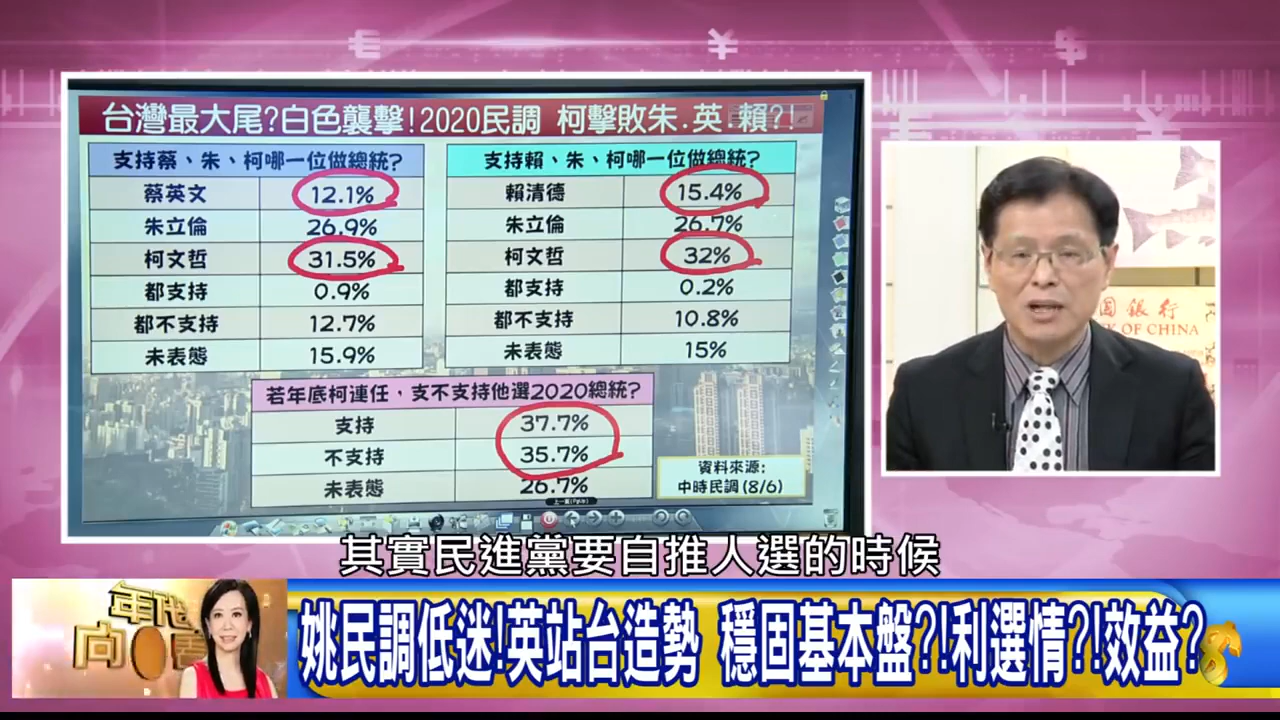 台灣最大尾?白色襲擊!2020民調 柯擊敗朱.英.賴?!
支持蔡、朱、柯哪一位做總統?
蔡英文 12.1%
朱立倫 26.9%
柯文哲 31.5%
都支持 0.9%
都不支持 12.7%
未表態 15.9%
支持賴、朱、柯哪一位做總統?
賴清德 15.4%
朱立倫 26.7%
柯文哲 32%
都支持 0.2%
都不支持 10.8%
未表態 15%
若年底柯連任,支不支持他選2020總統?
支持 37.7%
不支持 35.7%
未表態 26.7%
資料來源:
中時民調(8/6)
國銀行
OF CHINA
其實民進黨要自推人選的時候
年代
向
姚民調低迷!英站台造勢 穩固基本盤?!利選情?!效益?